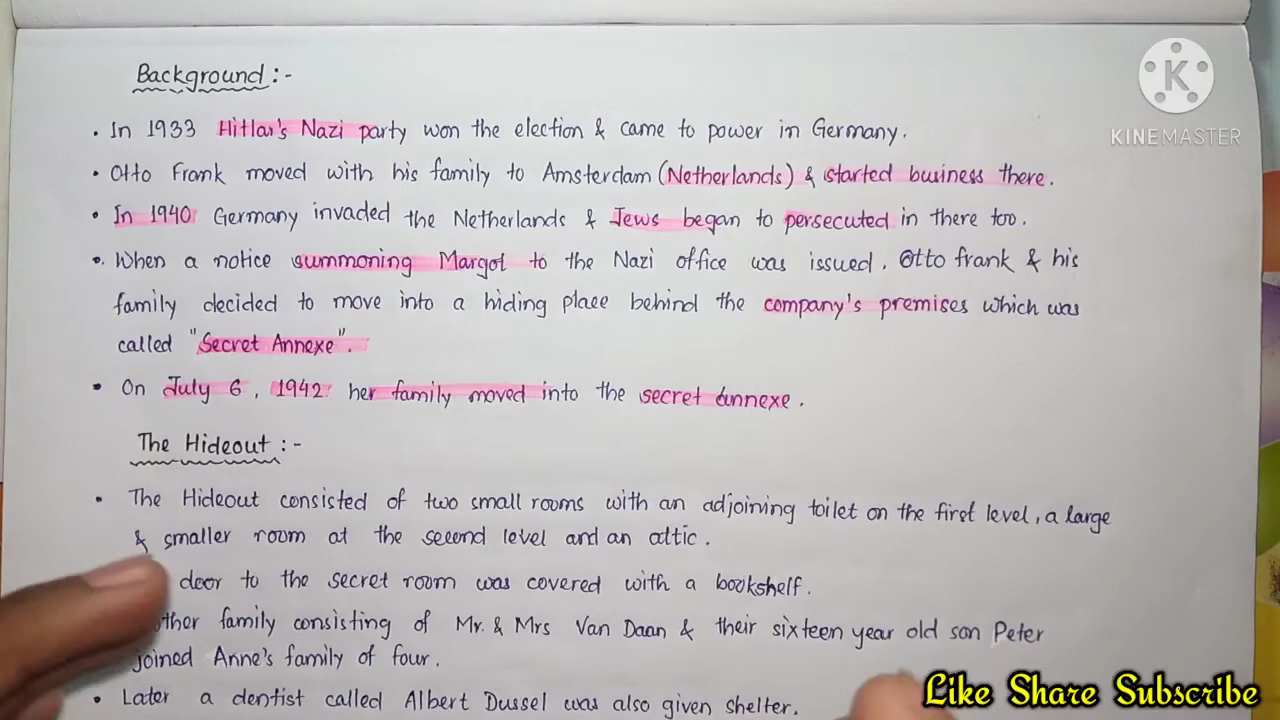 Background :-
K
KINEMASTER
• In 1933 Hitlar's Nazi party won the election & came to power in Germany.
• Otto Frank moved with his family to Amsterdam (Netherlands) & started business there.
• In 1940 Germany invaded the Netherlands & Jews began to persecuted in there too.
• When a notice summoning Margot to the Nazi office was issued. Otto frank & his
family decided to move into a hiding place behind the company's premises which was
called "Secret Annexe".
• On July 6, 1942 her family moved into the secret annexe.
The Hideout :-
• The Hideout consisted of two small rooms with an adjoining toilet on the first level, a large
& smaller room at the second level and an attic.
door to the secret room was covered with a bookshelf.
family consisting of Mr. & Mrs Van Daan & their sixteen year old son Peter
joined Anne's family of four.
• Later a dentist called Albert Dussel was also given shelter.
Like Share Subscribe